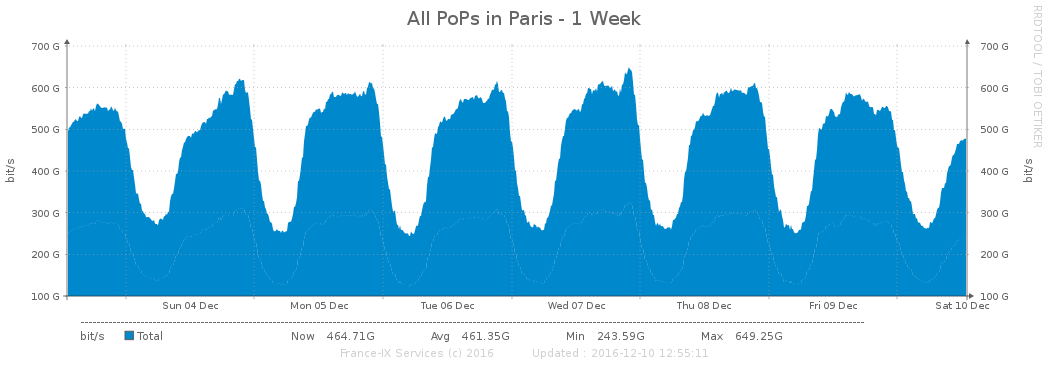 All PoPs in Paris - 1 Week
RRDTOOL / TOBI OETIKER
bit/s
700 G 700 G
600 G 600 G
500 G 500 G
400 G 400 G
300 G 300 G
200 G 200 G
100 G 100 G
bit/s
Sun 04 Dec Mon 05 Dec Tue 06 Dec Wed 07 Dec Thu 08 Dec Fri 09 Dec Sat 10 Dec
bit/s Total Now 464.71G Avg 461.35G Min 243.59G Max 649.25G
France-IX Services (c) 2016 Updated : 2016-12-10 12:55:11